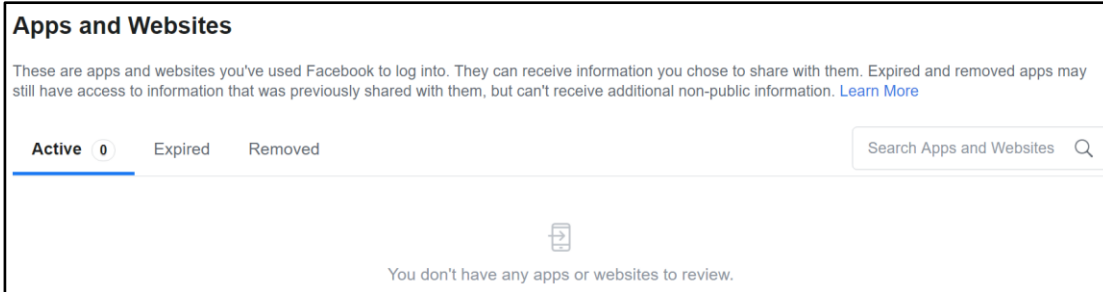 Apps and Websites
These are apps and websites you've used Facebook to log into. They can receive information you chose to share with them. Expired and removed apps may
still have access to information that was previously shared with them, but can't receive additional non-public information. Learn More
Active 0 Expired Removed Search Apps and Websites
You don't have any apps or websites to review.